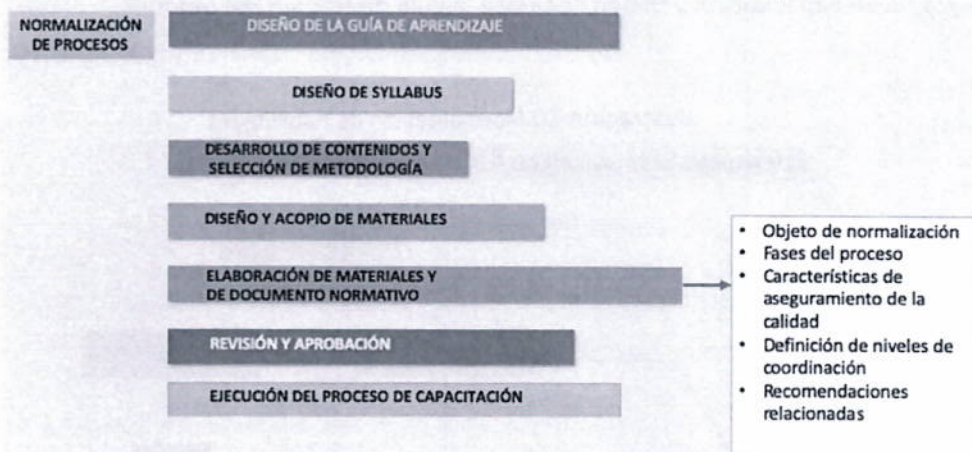 NORMALIZACIÓN
DE PROCESOS
DISEÑO DE LA GUÍA DE APRENDIZAJE
DISEÑO DE SYLLABUS
DESARROLLO DE CONTENIDOS Y
SELECCIÓN DE METODOLOGÍA
DISEÑO Y ACOPIO DE MATERIALES
ELABORACIÓN DE MATERIALES Y
DE DOCUMENTO NORMATIVO
REVISIÓN Y APROBACIÓN
EJECUCIÓN DEL PROCESO DE CAPACITACIÓN
• Objeto de normalización
• Fases del proceso
• Características de
aseguramiento de la
calidad
• Definición de niveles de
coordinación
• Recomendaciones
relacionadas